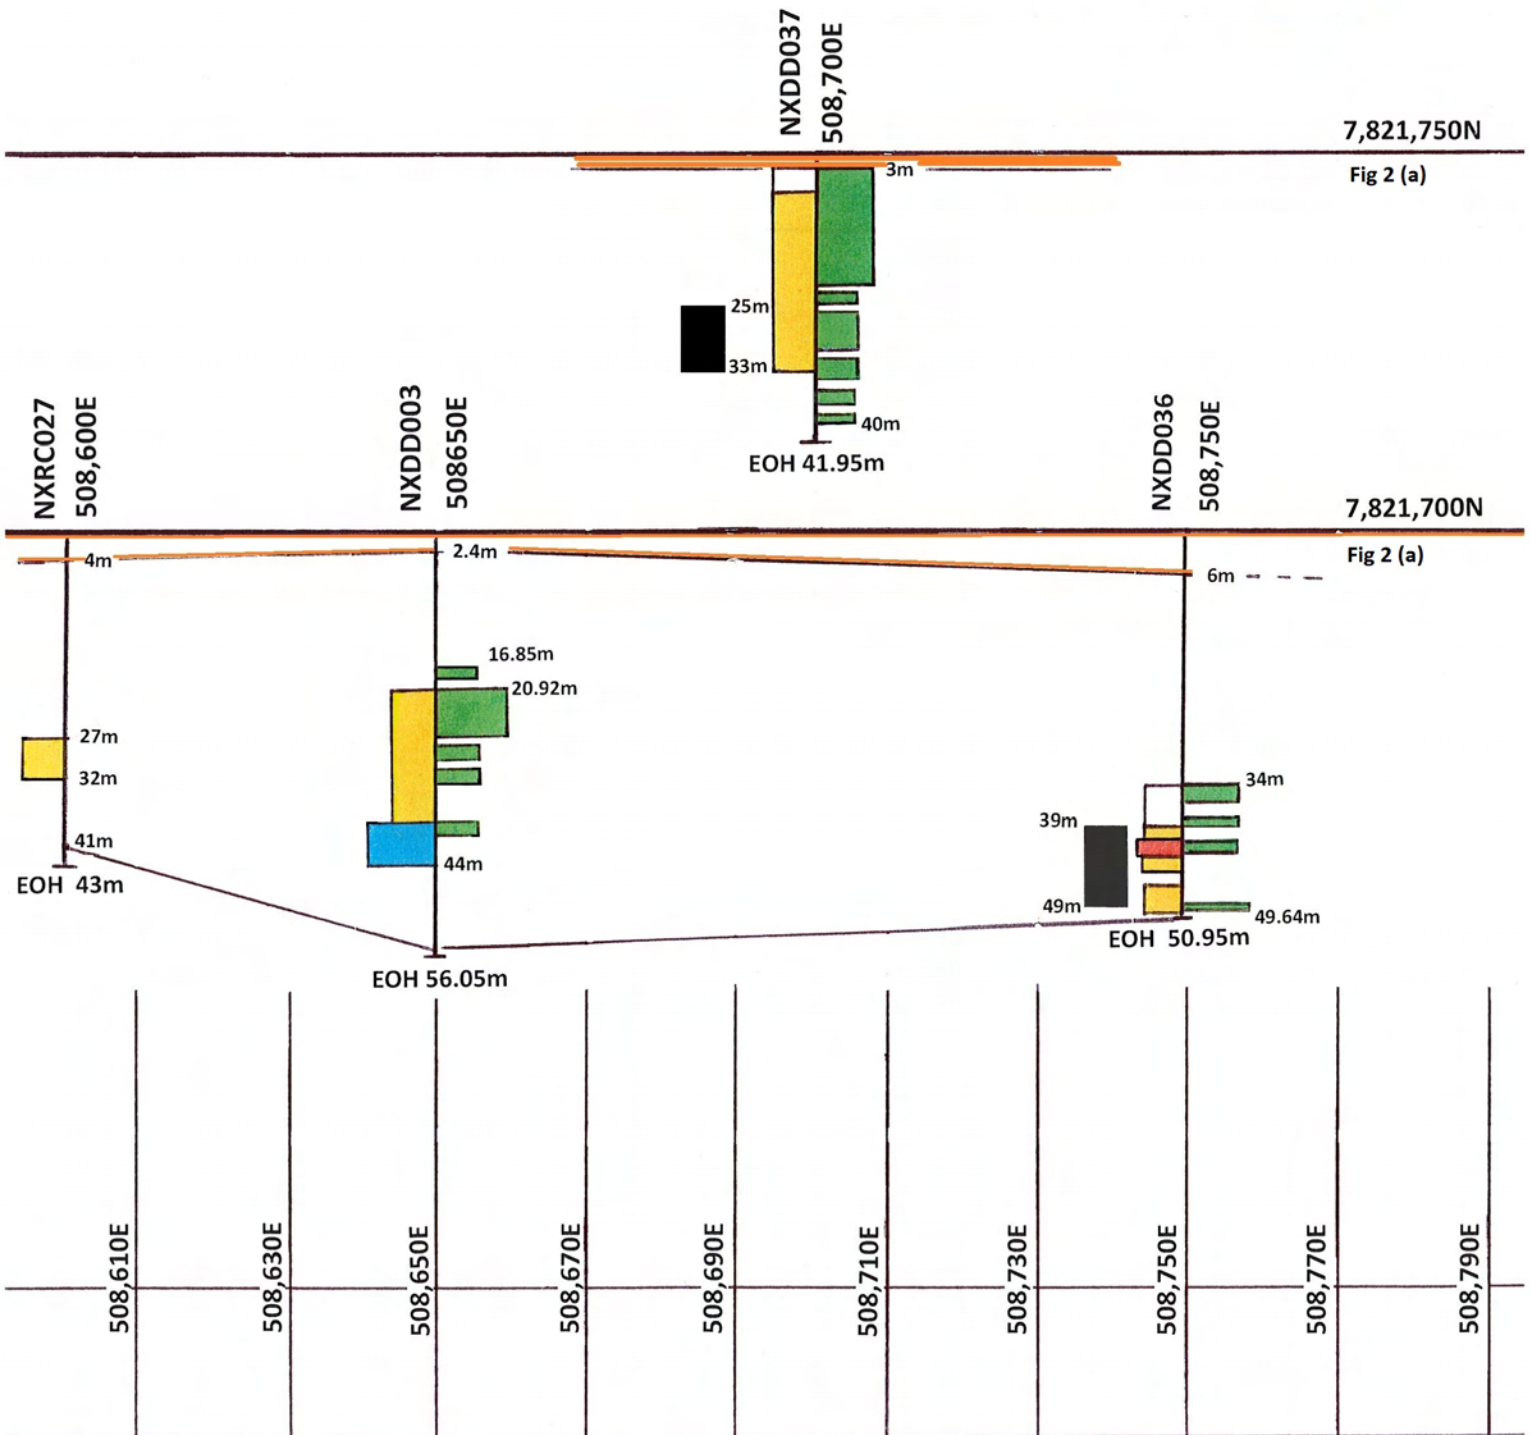 NXDD037
508,700E
7,821,750N
Fig 2 (a)
3m
25m
33m
40m
EOH 41.95m
NXRC027
508,600E
NXDD003
508650E
NXDD036
508,750E
7,821,700N
Fig 2 (a)
4m
2.4m
6m
16.85m
20.92m
27m
32m
34m
39m
41m
44m
49m
49.64m
EOH 43m
EOH 50.95m
EOH 56.05m
508,610E
508,630E
508,650E
508,670E
508,690E
508,710E
508,730E
508,750E
508,770E
508,790E